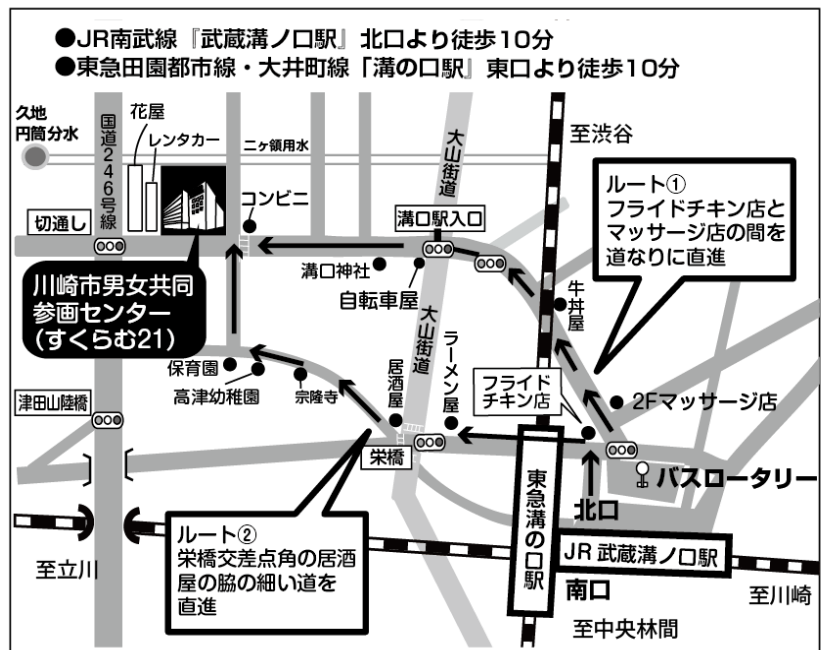 ●JR南武線『武蔵溝ノ口駅』北口より徒歩10分
●東急田園都市線・大井町線「溝の口駅』東口より徒歩10分
久地
円筒分水
国道246号線
花屋
レンタカー
二ヶ領用水
大山街道
至渋谷
コンビニ
切通し
溝口駅入口
ルート①
フライドチキン店と
マッサージ店の間を
道なりに直進
川崎市男女共同
参画センター
(すくらむ21)
溝口神社
自転車屋
牛丼屋
大山街道
ラーメン屋
居酒屋
保育園
高津幼稚園
宗隆寺
フライド
チキン店
2Fマッサージ店
津田山陸橋
栄橋
バスロータリー
北口
東急溝の口駅
ルート②
栄橋交差点角の居酒
屋の脇の細い道を
直進
JR 武蔵溝ノ口駅
至立川
南口
至川崎
至中央林間